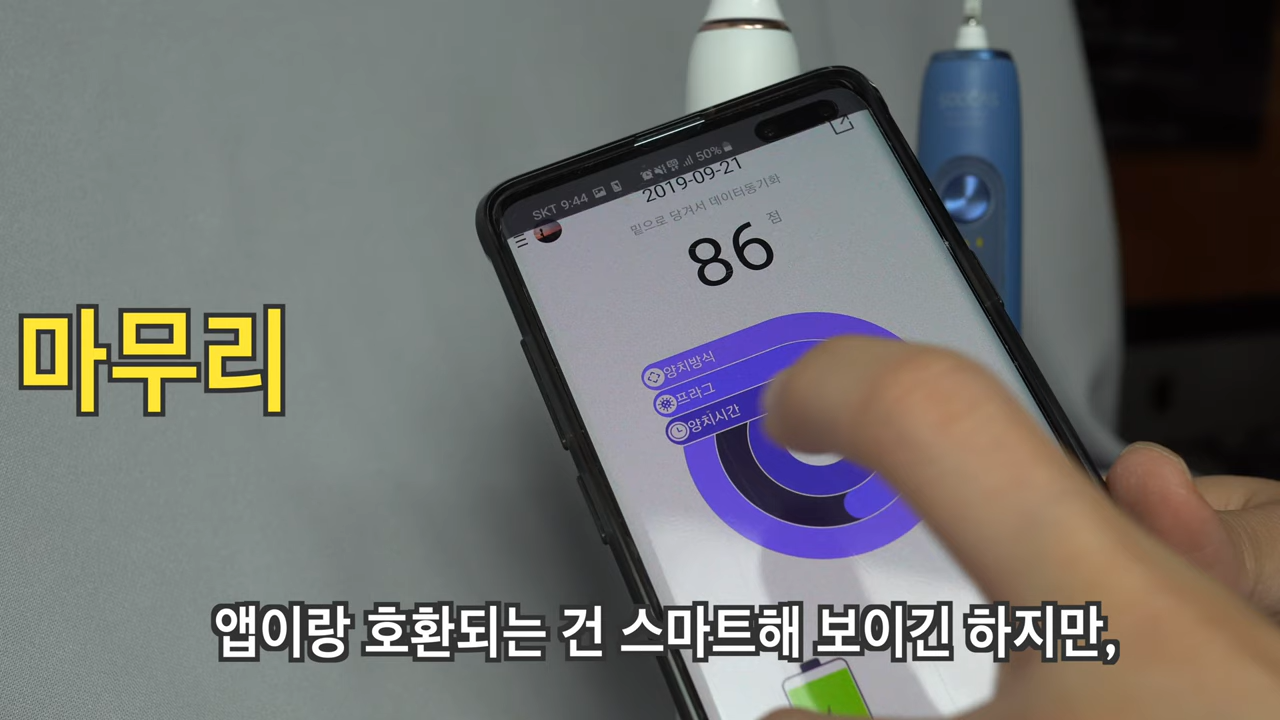 SKT 9:44
50%
2019-09-21
밑으로 당겨서 데이터동기화
86 점
양치방식
프라그
양치시간
마무리
앱이랑 호환되는 건 스마트해 보이긴 하지만,